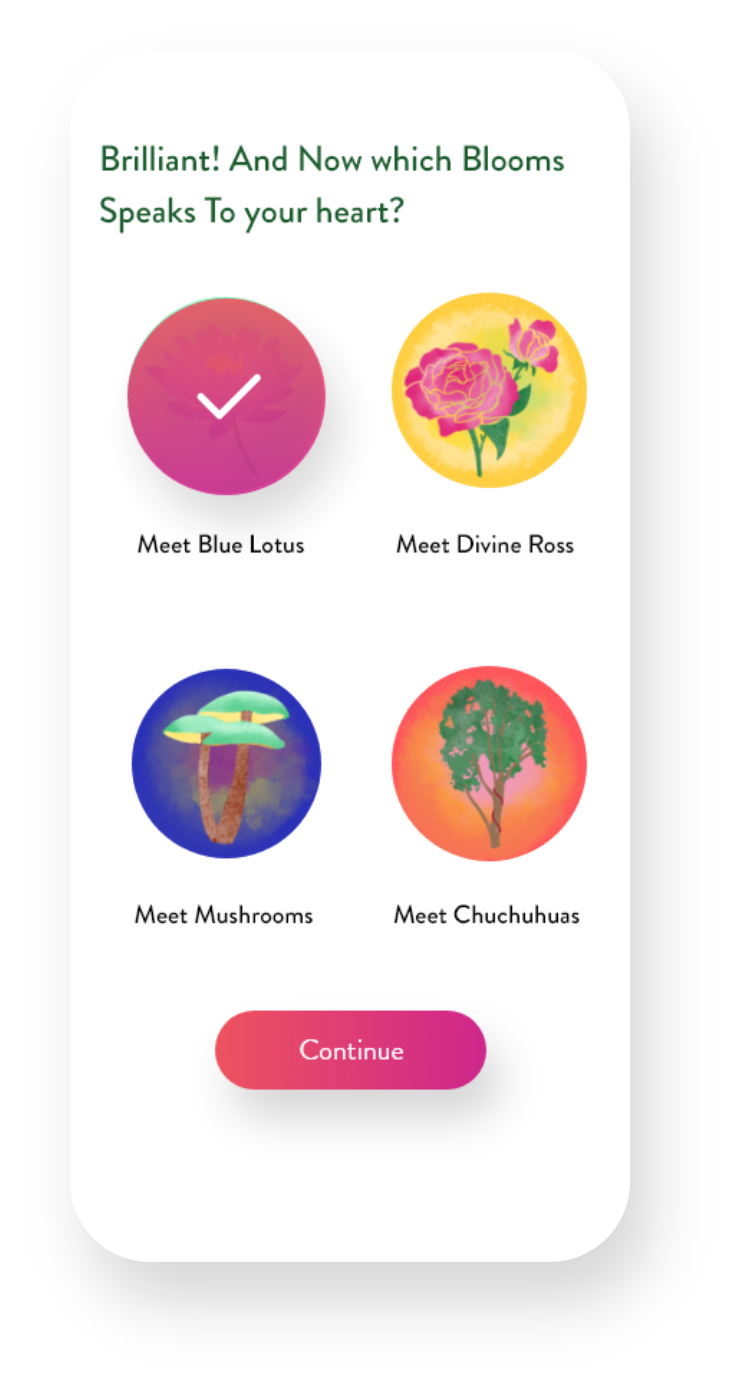 Brilliant! And Now which Blooms
Speaks To your heart?
Meet Blue Lotus
Meet Divine Ross
Meet Mushrooms
Meet Chuchuhuas
Continue